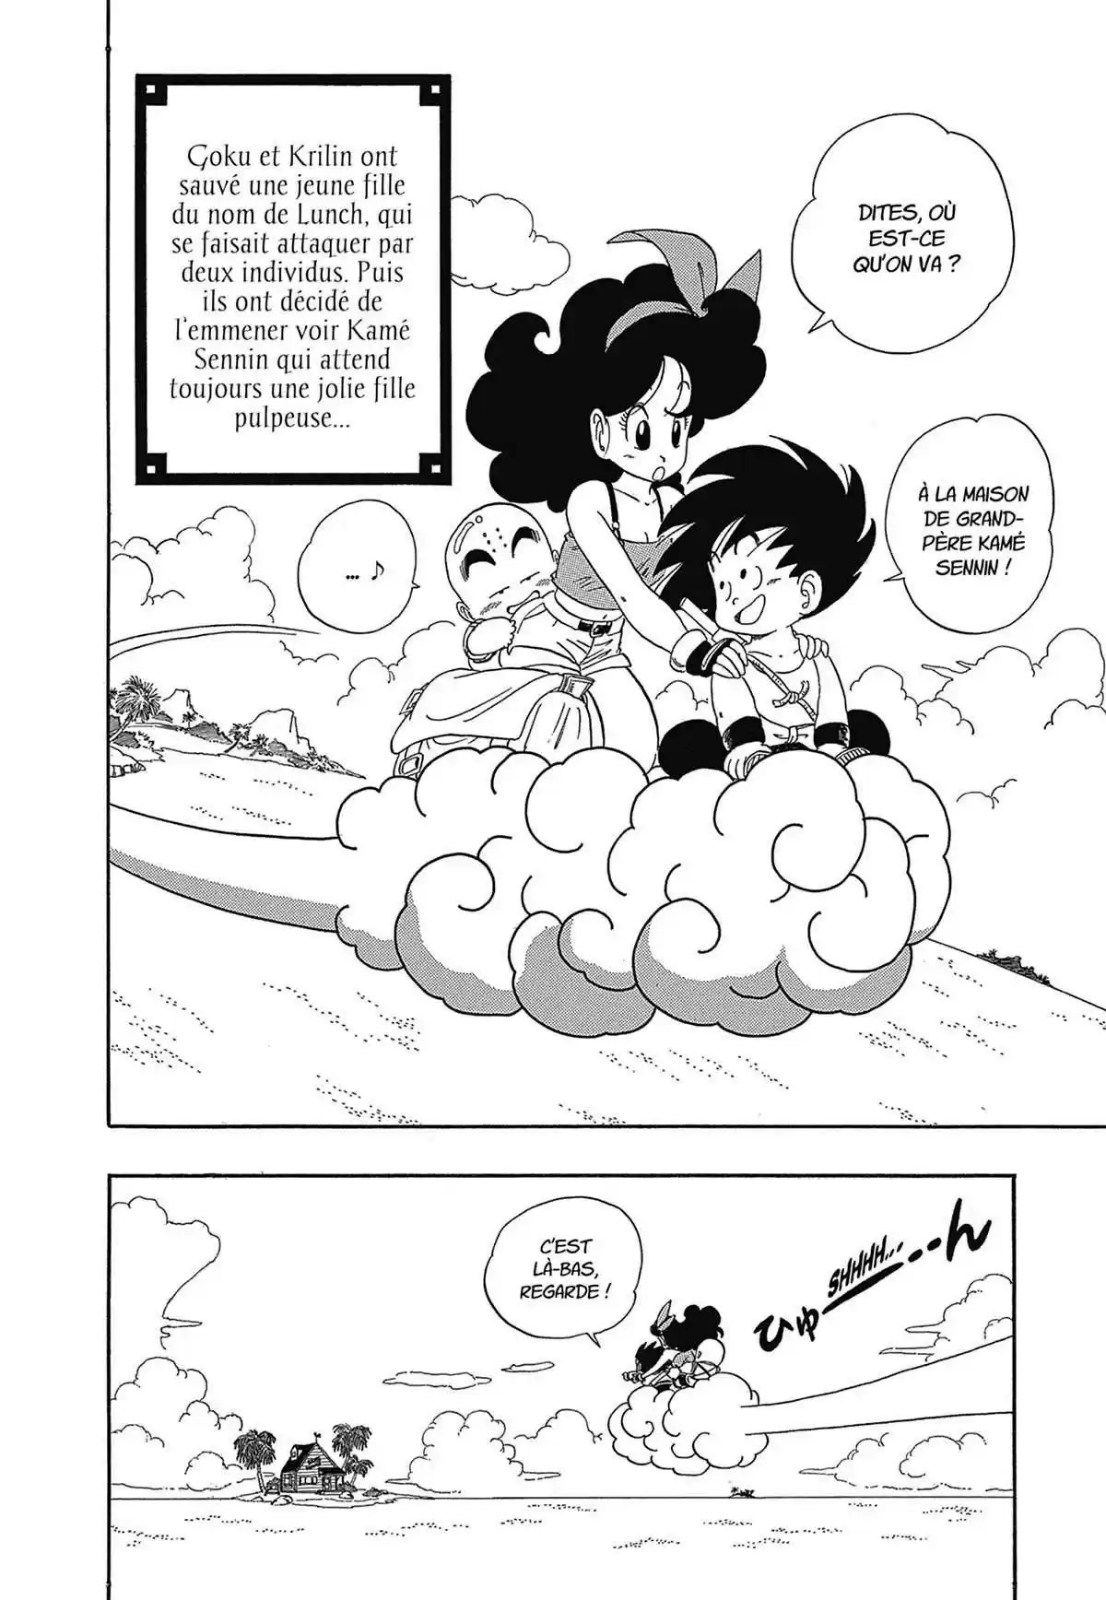 Goku et Krilin ont
sauvé une jeune fille
du nom de Lunch, qui
se faisait attaquer par
deux individus. Puis
ils ont décidé de
l'emmener voir Kamé
Sennin qui attend
toujours une jolie fille
pulpeuse...
DITES, OÙ
EST-CE
QU'ON VA ?
À LA MAISON
DE GRAND-
PÈRE KAMÉ
SENNIN !
... ♪
C'EST
LÀ-BAS,
REGARDE !
SHHHH...
ひゅ
...ん